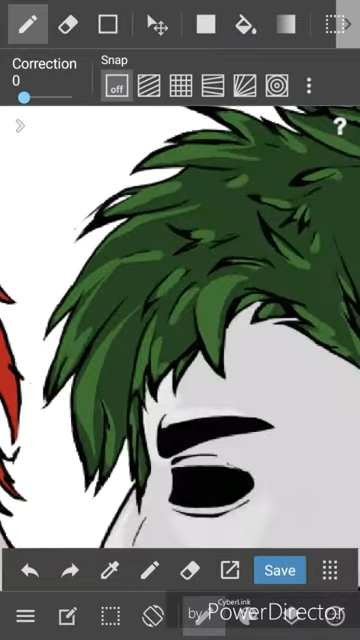 Correction
0
Snap
off
?
Save
CyberLink
by PowerDirector